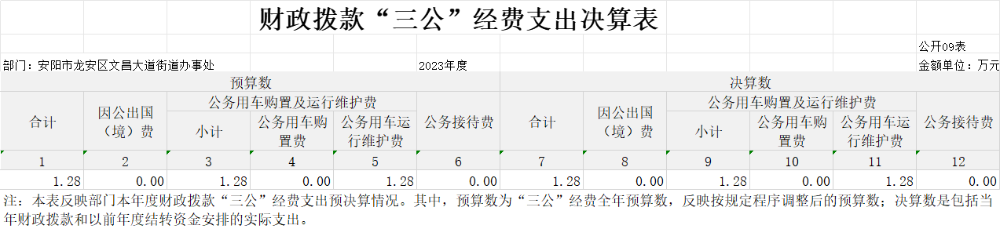 财政拨款“三公”经费支出决算表
公开09表
部门：安阳市龙安区文昌大道街道办事处 2023年度 金额单位：万元
预算数 决算数
合计 因公出国（境）费 公务用车购置及运行维护费 公务接待费 合计 因公出国（境）费 公务用车购置及运行维护费 公务接待费
小计 公务用车购置费 公务用车运行维护费 小计 公务用车购置费 公务用车运行维护费
1 2 3 4 5 6 7 8 9 10 11 12
1.28 0.00 1.28 0.00 1.28 0.00 1.28 0.00 1.28 0.00 1.28 0.00
注：本表反映部门本年度财政拨款“三公”经费支出预决算情况。其中，预算数为“三公”经费全年预算数，反映按规定程序调整后的预算数；决算数是包括当
年财政拨款和以前年度结转资金安排的实际支出。